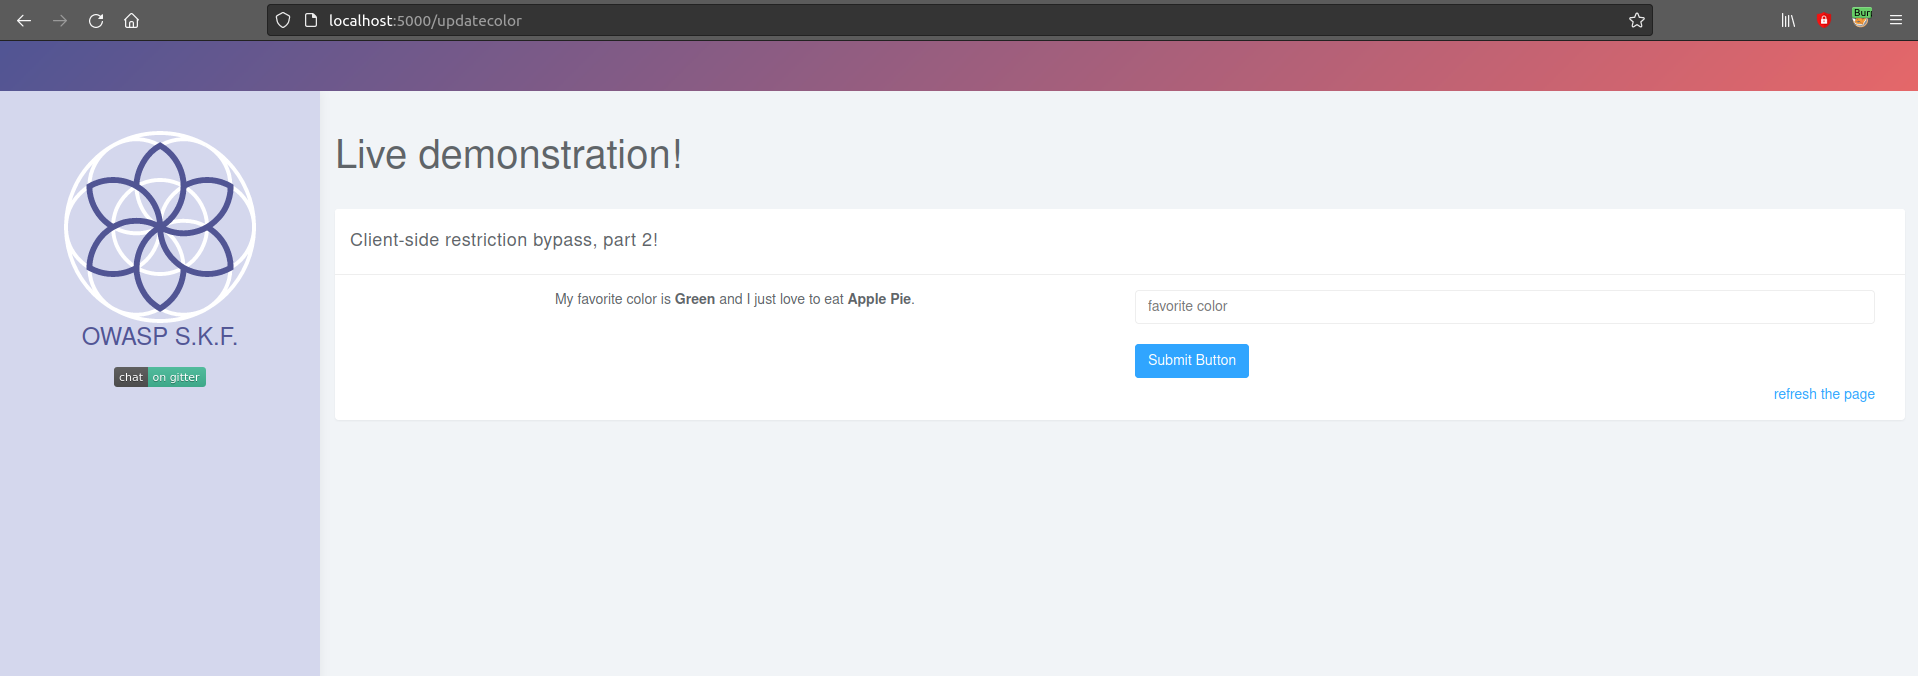 localhost:5000/updatecolor
Bur
Live demonstration!
Client-side restriction bypass, part 2!
My favorite color is Green and I just love to eat Apple Pie.
favorite color
Submit Button
refresh the page
OWASP S.K.F.
chat on gitter